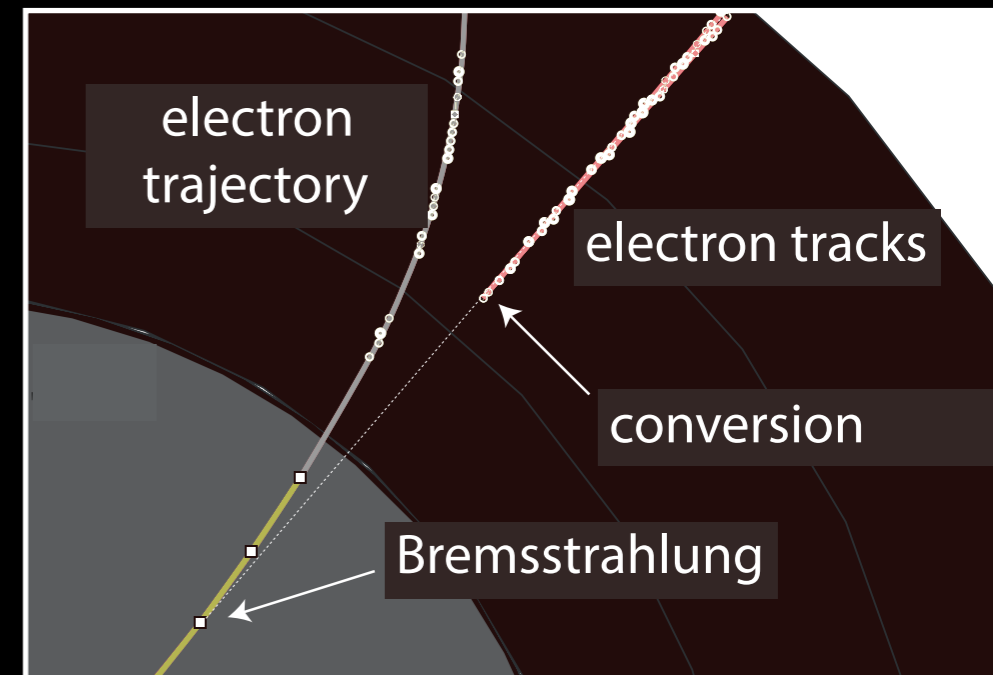 electron
trajectory
electron tracks
conversion
Bremsstrahlung